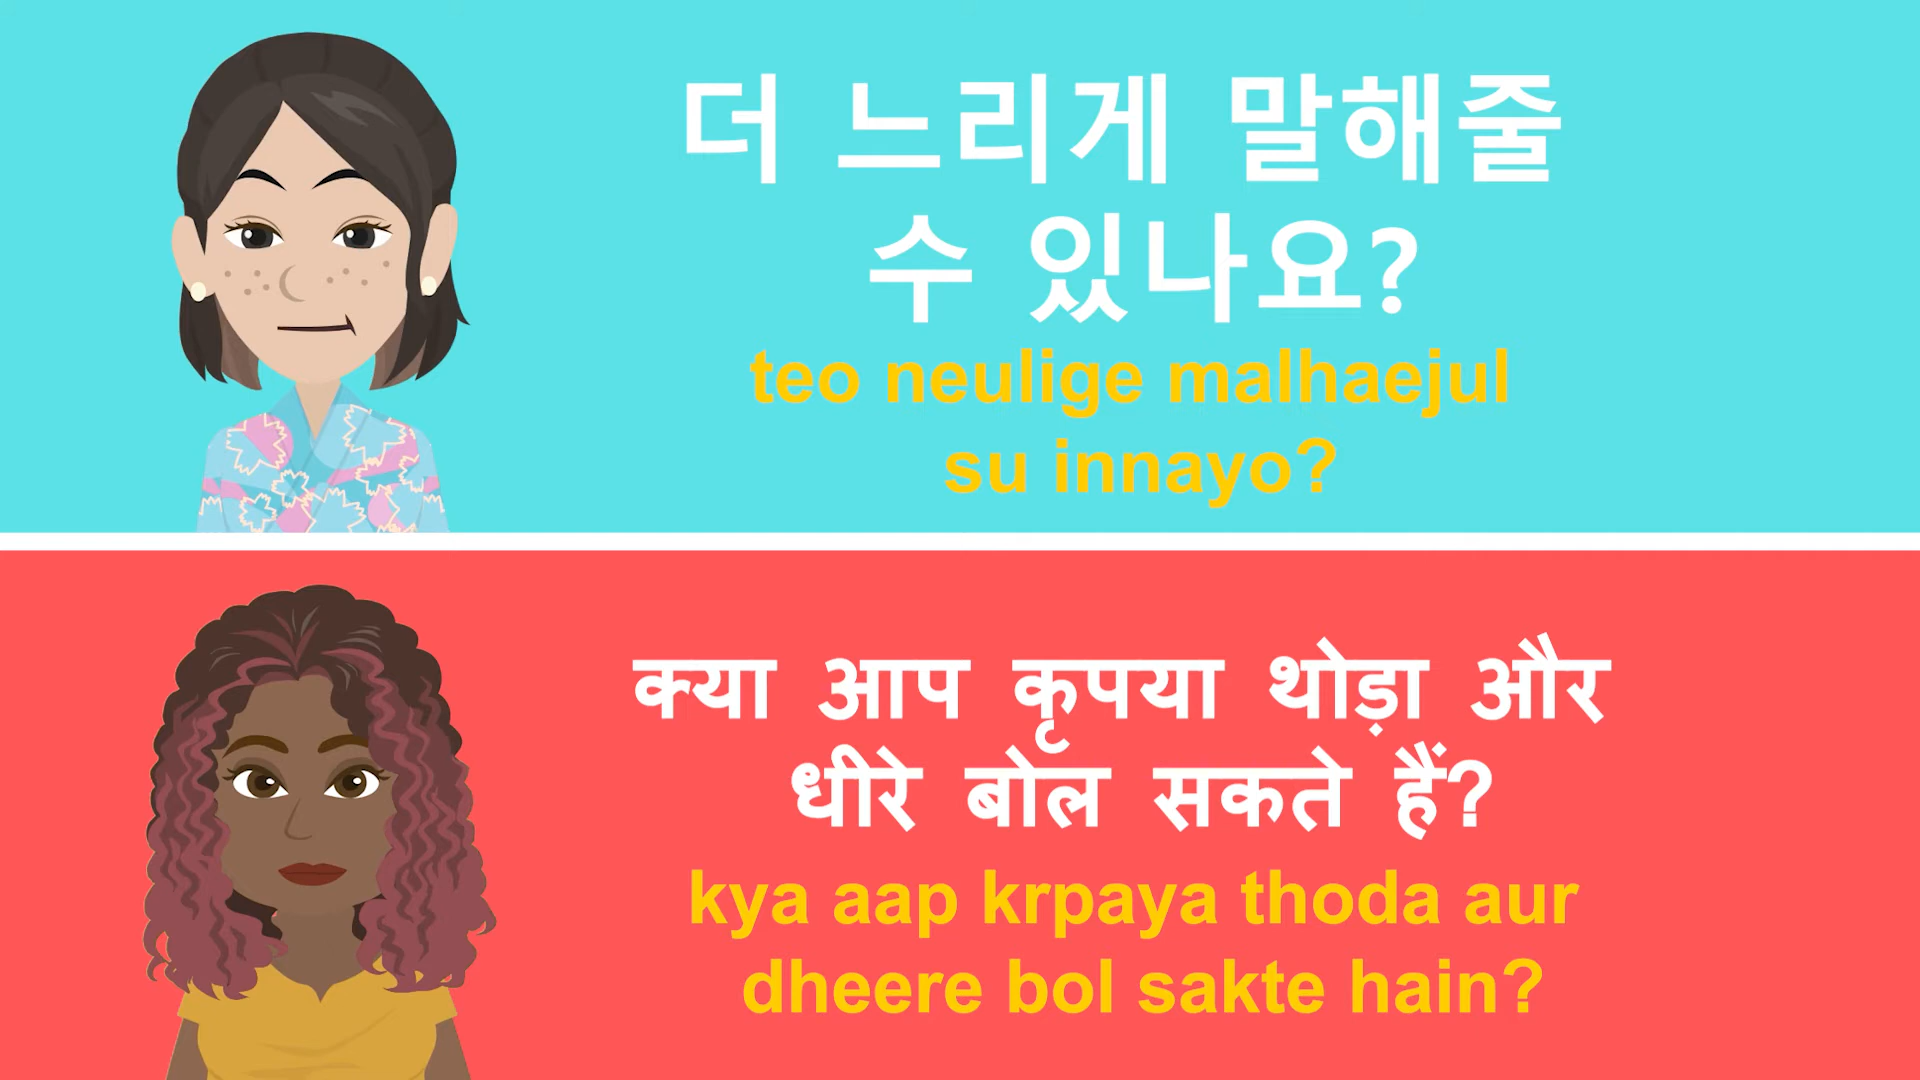 더 느리게 말해줄
수 있나요?
teo neulige malhaejul
su innayo?
क्या आप कृपया थोड़ा और
धीरे बोल सकते हैं?
kya aap krpaya thoda aur
dheere bol sakte hain?